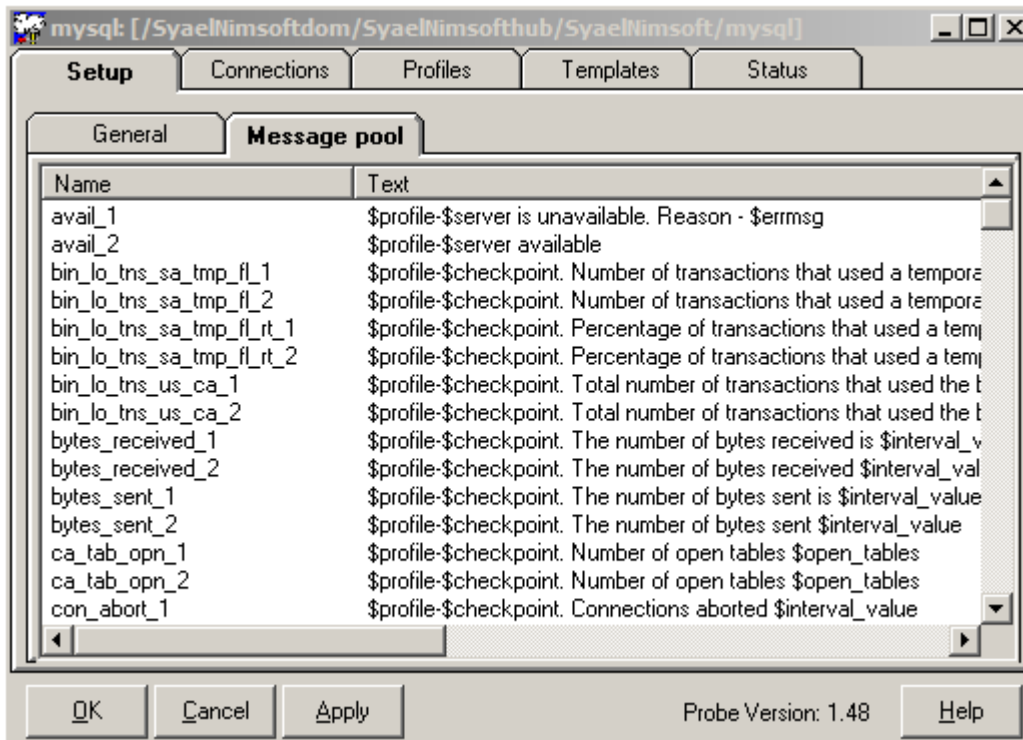 mysql: [/SyaelNimsoftdom/SyaelNimsofthub/SyaelNimsoft/mysql]
Setup Connections Profiles Templates Status
General Message pool
Name Text
avail_1 $profile-$server is unavailable. Reason - $errmsg
avail_2 $profile-$server available
bin_lo_tns_sa_tmp_fl_1 $profile-$checkpoint. Number of transactions that used a tempora
bin_lo_tns_sa_tmp_fl_2 $profile-$checkpoint. Number of transactions that used a tempora
bin_lo_tns_sa_tmp_fl_rt_1 $profile-$checkpoint. Percentage of transactions that used a tem
bin_lo_tns_sa_tmp_fl_rt_2 $profile-$checkpoint. Percentage of transactions that used a tem
bin_lo_tns_us_ca_1 $profile-$checkpoint. Total number of transactions that used the
bin_lo_tns_us_ca_2 $profile-$checkpoint. Total number of transactions that used the
bytes_received_1 $profile-$checkpoint. The number of bytes received is $interval_v
bytes_received_2 $profile-$checkpoint. The number of bytes received $interval_val
bytes_sent_1 $profile-$checkpoint. The number of bytes sent is $interval_value
bytes_sent_2 $profile-$checkpoint. The number of bytes sent $interval_value
ca_tab_opn_1 $profile-$checkpoint. Number of open tables $open_tables
ca_tab_opn_2 $profile-$checkpoint. Number of open tables $open_tables
con_abort_1 $profile-$checkpoint. Connections aborted $interval_value
OK Cancel Apply Probe Version: 1.48 Help